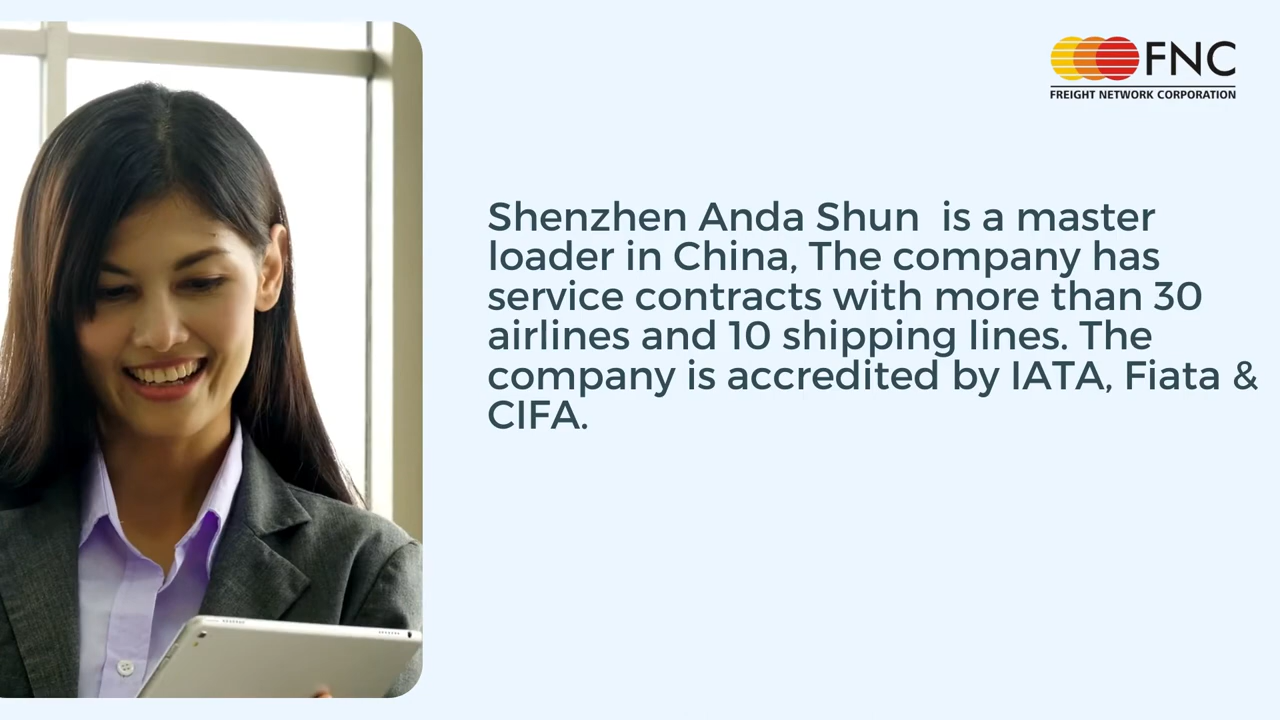 FNC
FREIGHT NETWORK CORPORATION
Shenzhen Anda Shun  is a master
loader in China, The company has
service contracts with more than 30
airlines and 10 shipping lines. The
company is accredited by IATA, Fiata &
CIFA.